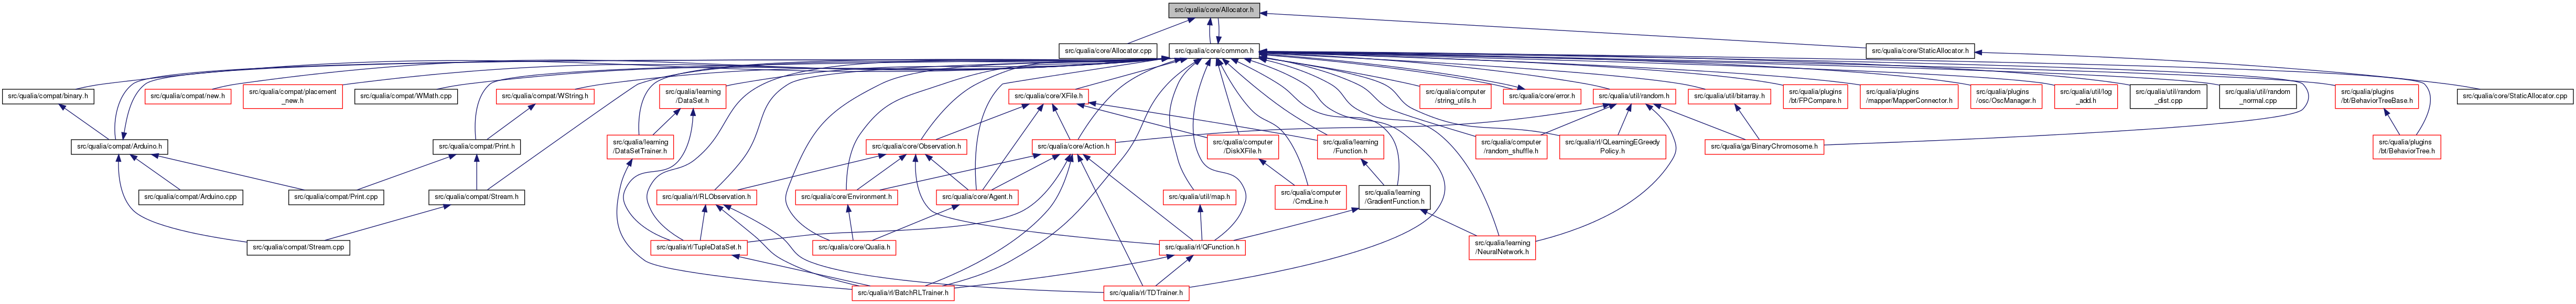 src/qualia/core/Allocator.h
src/qualia/core/Allocator.cpp
src/qualia/core/common.h
src/qualia/core/StaticAllocator.h
src/qualia/compat/binary.h
src/qualia/compat/new.h
src/qualia/compat/placement
_new.h
src/qualia/compat/WMath.cpp
src/qualia/compat/WString.h
src/qualia/learning
/DataSet.h
src/qualia/core/XFile.h
src/qualia/computer
/string_utils.h
src/qualia/core/error.h
src/qualia/util/random.h
src/qualia/util/bitarray.h
src/qualia/plugins
/bt/FPCompare.h
src/qualia/plugins
/mapper/MapperConnector.h
src/qualia/plugins
/osc/OscManager.h
src/qualia/util/log
_add.h
src/qualia/util/random
_dist.cpp
src/qualia/util/random
_normal.cpp
src/qualia/plugins
/bt/BehaviorTreeBase.h
src/qualia/core/StaticAllocator.cpp
src/qualia/compat/Arduino.h
src/qualia/compat/Print.h
src/qualia/learning
/DataSetTrainer.h
src/qualia/core/Observation.h
src/qualia/core/Action.h
src/qualia/computer
/DiskXFile.h
src/qualia/learning
/Function.h
src/qualia/computer
/random_shuffle.h
src/qualia/rl/QLearningEGreedy
Policy.h
src/qualia/ga/BinaryChromosome.h
src/qualia/plugins
/bt/BehaviorTree.h
src/qualia/compat/Arduino.cpp
src/qualia/compat/Print.cpp
src/qualia/compat/Stream.h
src/qualia/rl/RLObservation.h
src/qualia/core/Environment.h
src/qualia/core/Agent.h
src/qualia/util/map.h
src/qualia/computer
/CmdLine.h
src/qualia/learning
/GradientFunction.h
src/qualia/compat/Stream.cpp
src/qualia/rl/TupleDataSet.h
src/qualia/core/Qualia.h
src/qualia/rl/QFunction.h
src/qualia/learning
/NeuralNetwork.h
src/qualia/rl/BatchRLTrainer.h
src/qualia/rl/TDTrainer.h